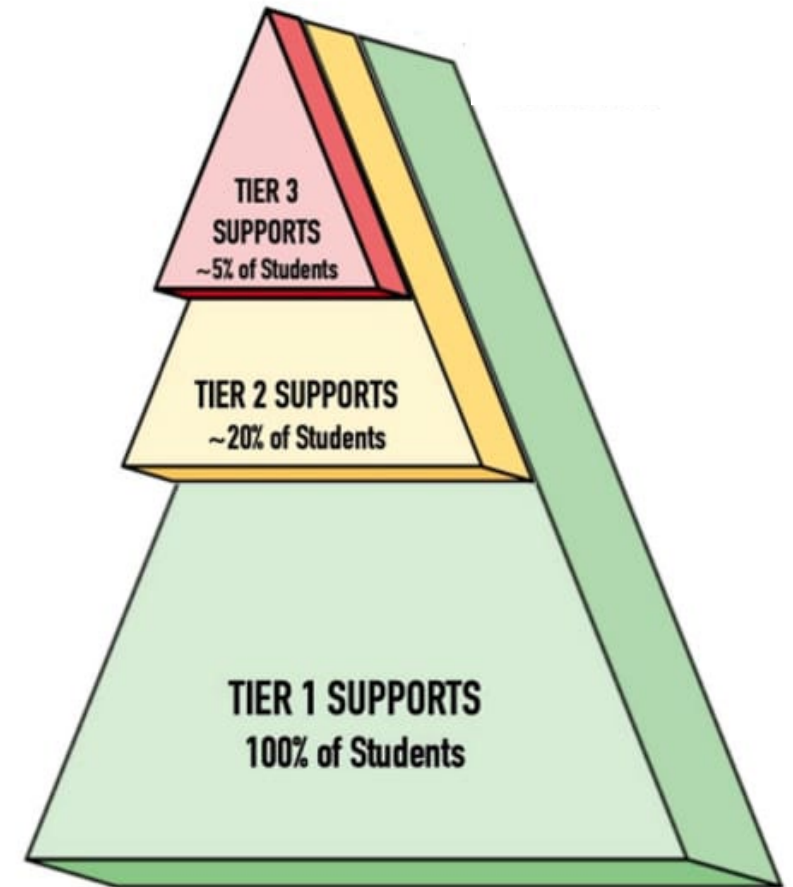 TIER 3
SUPPORTS
~5% of Students
TIER 2 SUPPORTS
~20% of Students
TIER 1 SUPPORTS
100% of Students